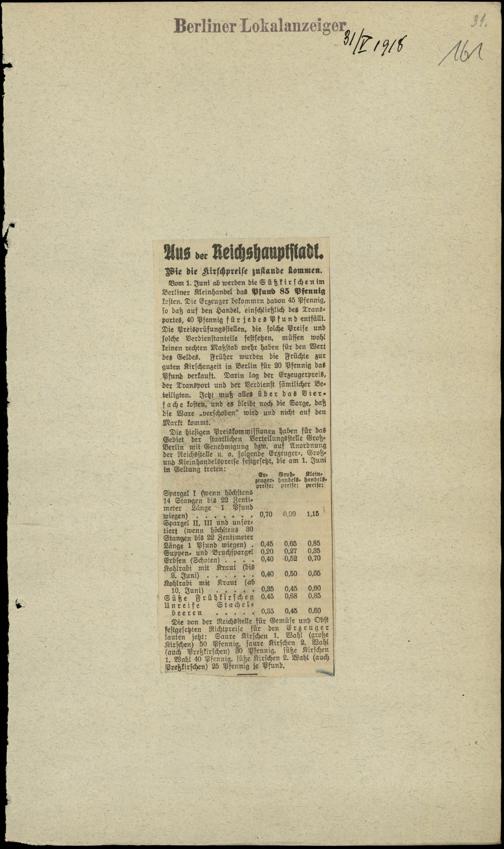 Berliner Lokalanzeiger
31/V 1918
31.
161
Aus der Reichshauptstadt.
Wie die Kirschpreise zustande kommen.
Vom 1. Juni ab werden die Süßkirschen im
Berliner Kleinhandel das Pfund 85 Pfennig
kosten. Die Erzeuger bekommen davon 45 Pfennig,
so daß auf den Handel, einschließlich des Trans-
portes, 40 Pfennig für jedes Pfund entfällt.
Die Preisprüfungsstellen, die solche Preise und
solche Verdienstanteile festsetzen, müssen wohl
keinen rechten Maßstab mehr haben für den Wert
des Geldes. Früher wurden die Früchte zur
guten Kirschenzeit in Berlin für 20 Pfennig das
Pfund verkauft. Darin lag der Erzeugerpreis,
der Transport und der Verdienst sämtlicher Be-
teiligten. Jetzt muß alles über das Vier-
fache kosten, und es bleibt noch die Sorge, daß
die Ware „verschoben" wird und nicht auf den
Markt kommt.
Die hiesigen Preiskommissionen haben für das
Gebiet der staatlichen Verteilungsstelle Groß-
Berlin mit Genehmigung bzw. auf Anordnung
der Reichsstelle u. a. folgende Erzeuger-, Groß-
und Kleinhandelspreise festgesetzt, die am 1. Juni
in Geltung treten:
Er- Groß- Klein-
zeuger- handels- handels-
preise: preise: preise:
Spargel I (wenn höchstens
14 Stangen bis 22 Zenti-
meter Länge 1 Pfund
wiegen) . . . . . . . 0,70 0,90 1,15
Spargel II, III und unsor-
tiert (wenn höchstens 30
Stangen bis 22 Zentimeter
Länge 1 Pfund wiegen) . 0,45 0,65 0,85
Suppen- und Bruchspargel 0,20 0,27 0,35
Erbsen (Schoten) . . . . 0,40 0,52 0,70
Kohlrabi mit Kraut (bis
9. Juni) . . . . . . 0,40 0,50 0,65
Kohlrabi mit Kraut (ab
10. Juni) . . . . . . 0,35 0,45 0,60
Süße Frühkirschen 0,45 0,68 0,85
Unreife Stachel-
beeren . . . . . 0,35 0,45 0,60
Die von der Reichsstelle für Gemüse und Obst
festgesetzten Richtpreise für den Erzeuger
lauten jetzt: Saure Kirschen 1. Wahl (große
Kirschen) 50 Pfennig, saure Kirschen 2. Wahl
(auch Preßkirschen) 30 Pfennig, süße Kirschen
1. Wahl 40 Pfennig, süße Kirschen 2. Wahl (auch
Preßkirschen) 25 Pfennig je Pfund.